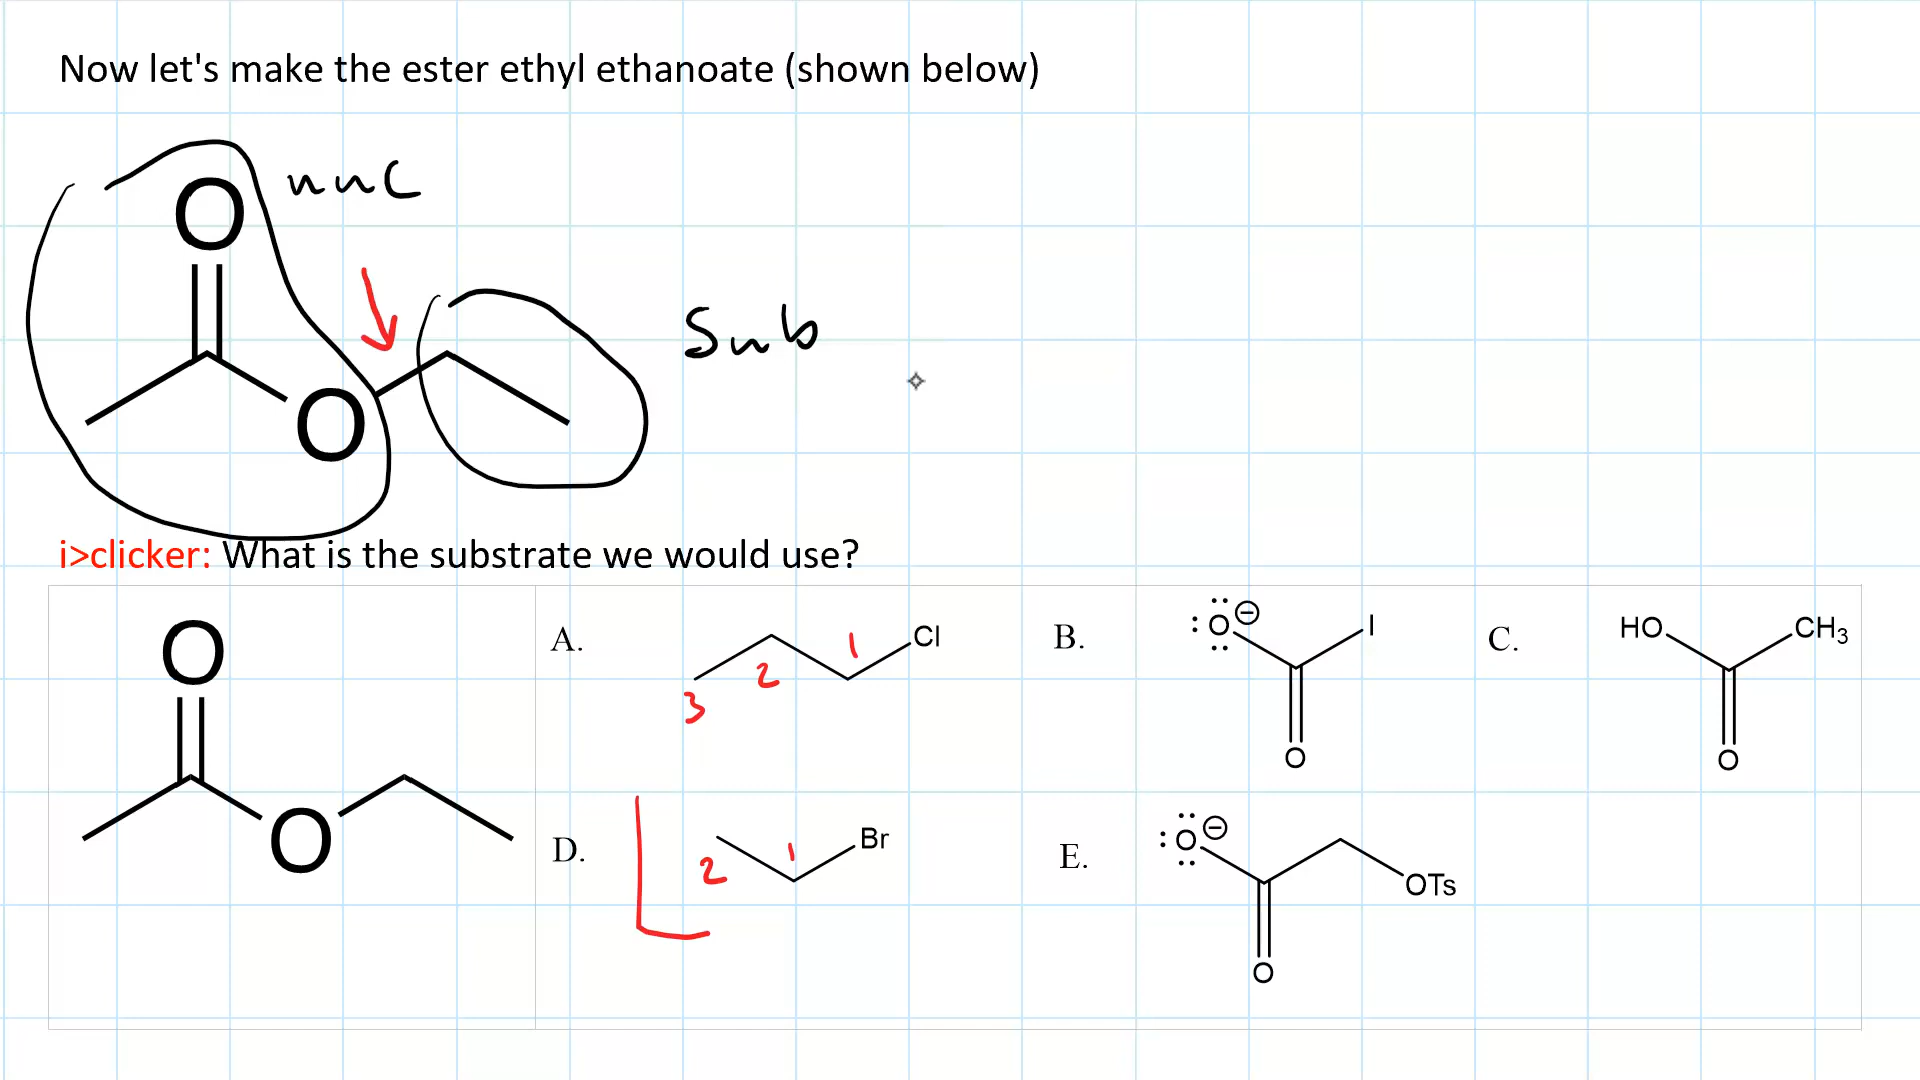 Now let's make the ester ethyl ethanoate (shown below)
nuc
O
Sub
O
i>clicker: What is the substrate we would use?
O
O
A.
Cl
1
2
3
B.
:O:⊖
I
O
C.
HO
CH3
O
D.
Br
1
2
E.
:O:⊖
OTs
O